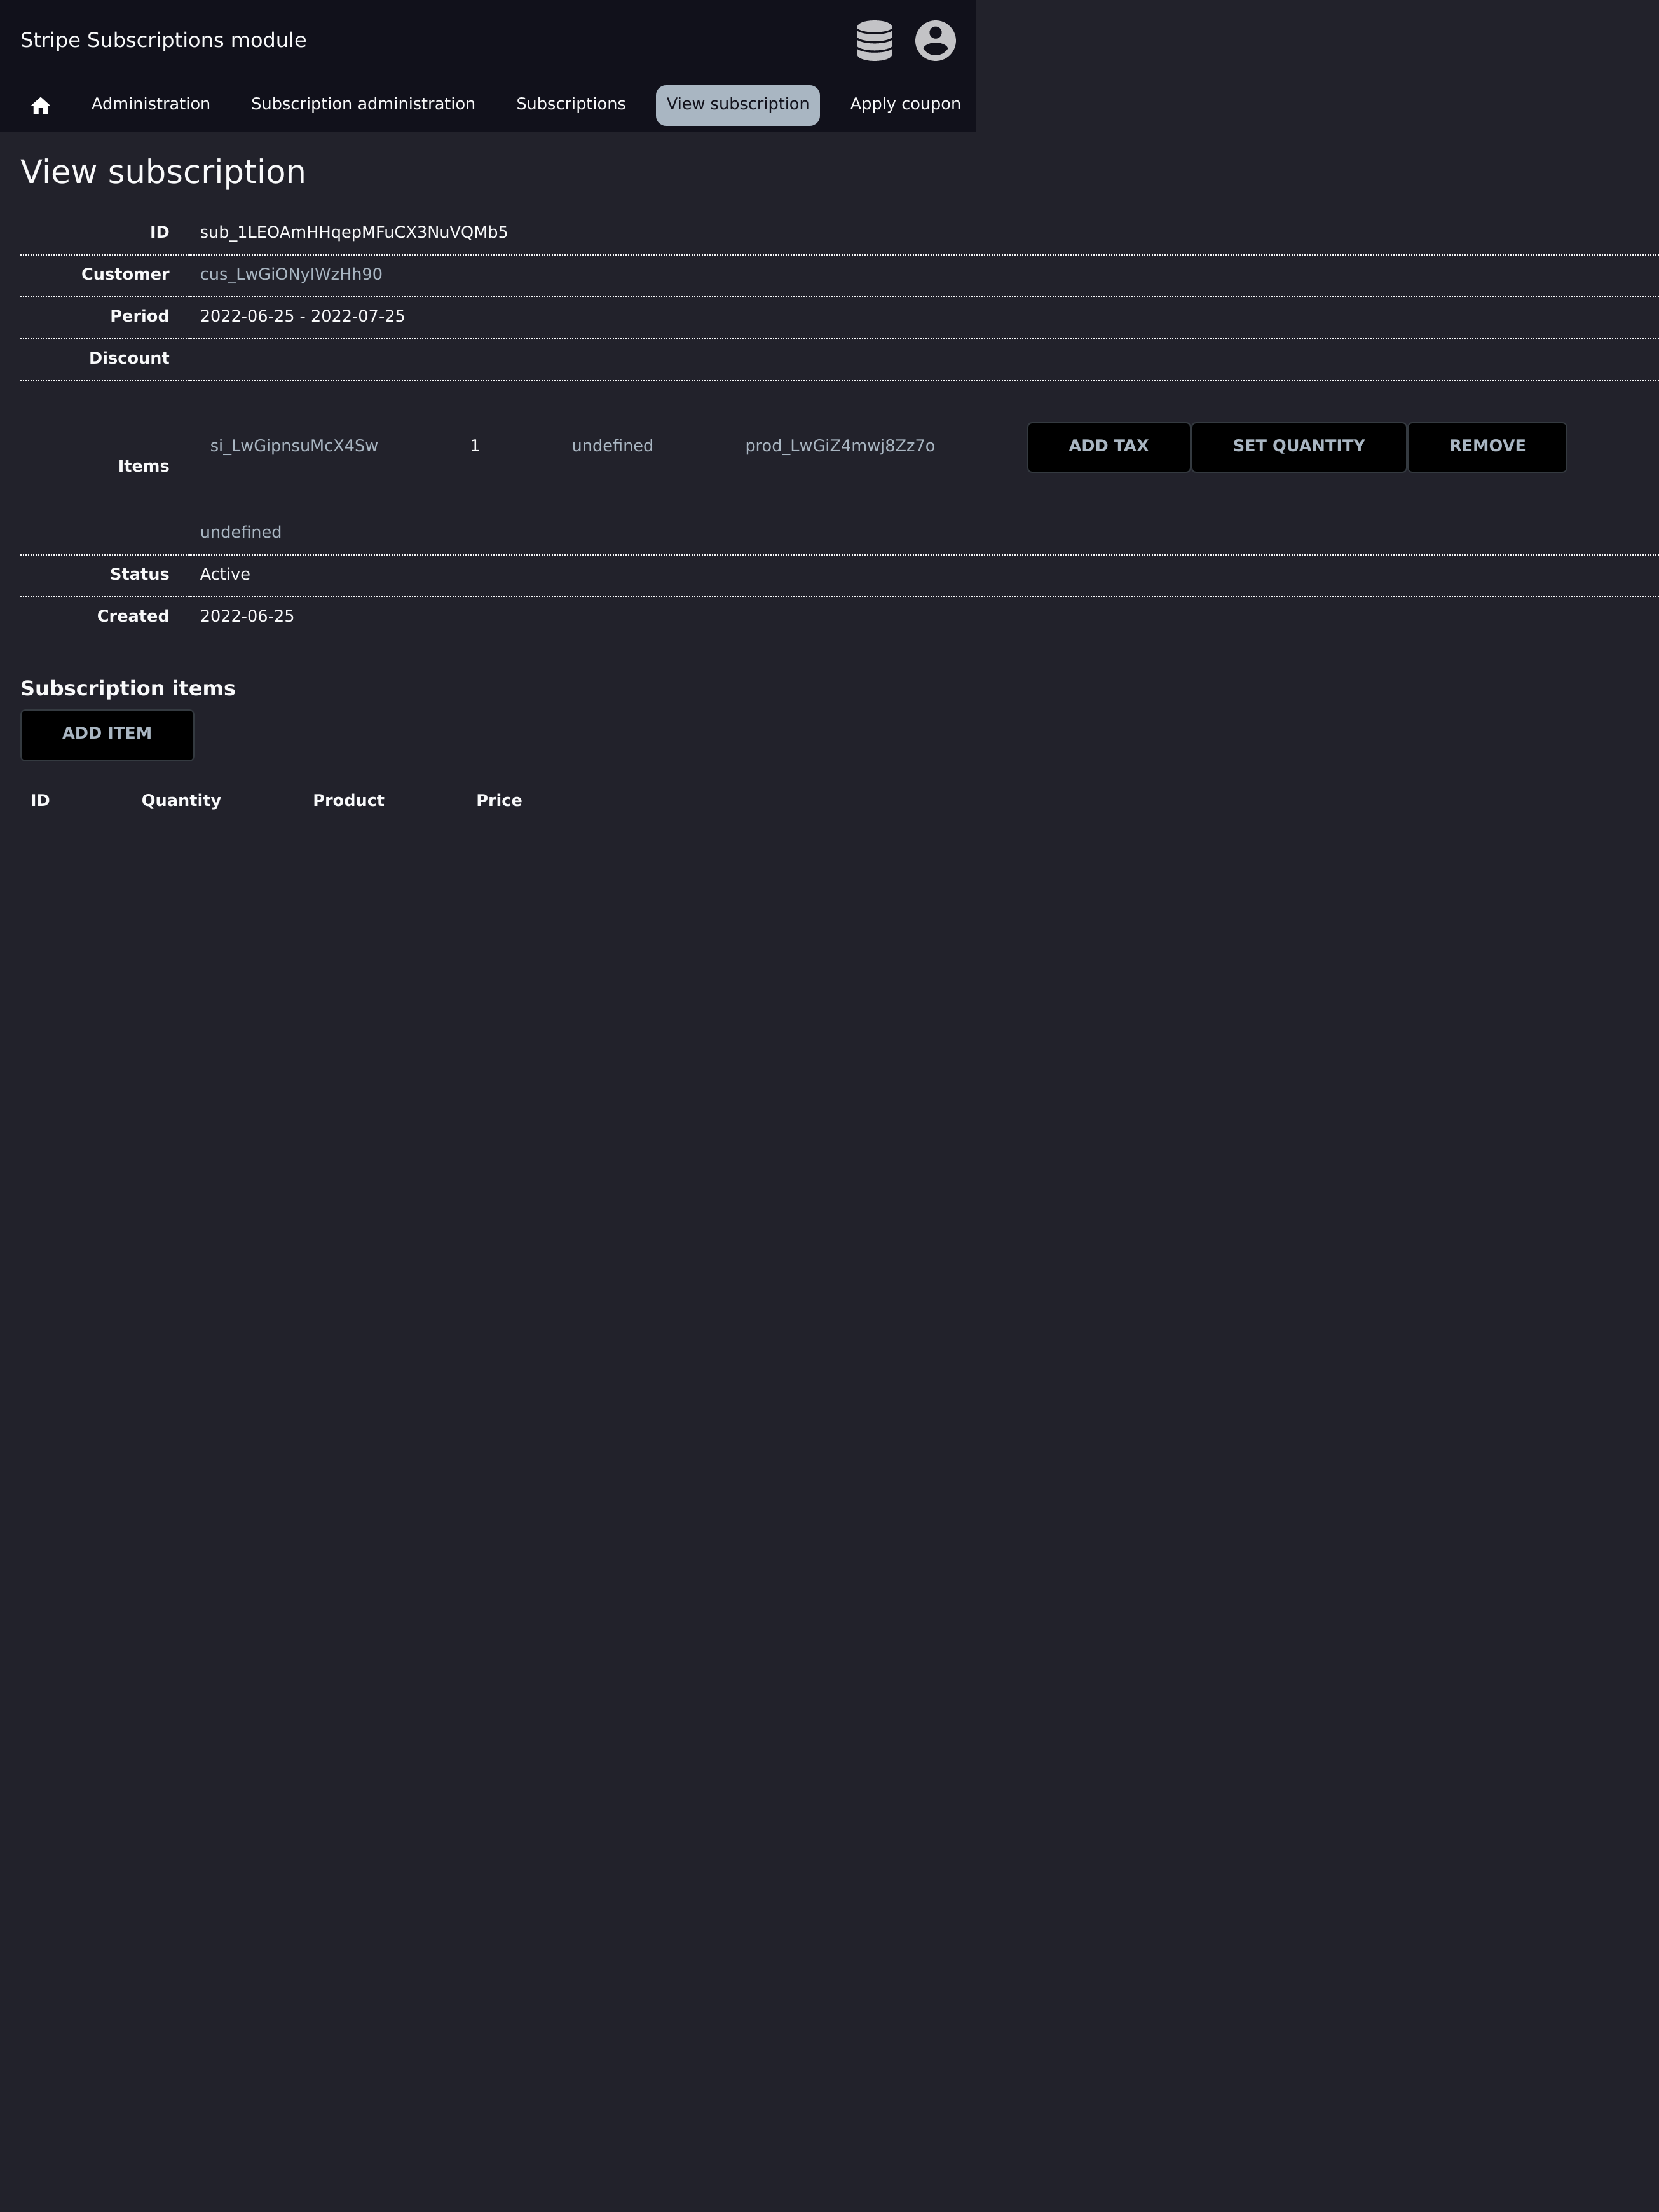 Stripe Subscriptions module
Administration Subscription administration Subscriptions View subscription Apply coupon
View subscription
ID sub_1LEOAmHHqepMFuCX3NuVQMb5
Customer cus_LwGiONyIWzHh90
Period 2022-06-25 - 2022-07-25
Discount
Items si_LwGipnsuMcX4Sw 1 undefined prod_LwGiZ4mwj8Zz7o ADD TAX SET QUANTITY REMOVE
undefined
Status Active
Created 2022-06-25
Subscription items
ADD ITEM
ID Quantity Product Price